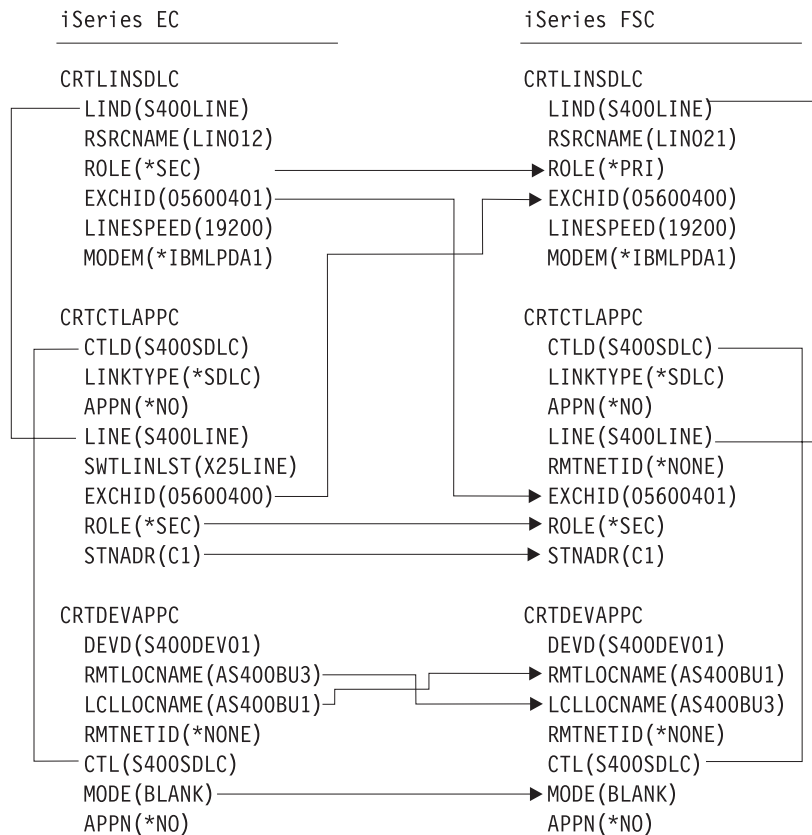 iSeries EC
CRTLINSDLC
LIND(S400LINE)
RSRCNAME(LIN012)
ROLE(*SEC)
EXCHID(05600401)
LINESPEED(19200)
MODEM(*IBMLPDA1)
CRTCTLAPPC
CTLD(S400SDLC)
LINKTYPE(*SDLC)
APPN(*NO)
LINE(S400LINE)
SWTLINLST(X25LINE)
EXCHID(05600400)
ROLE(*SEC)
STNADR(C1)
CRTDEVAPPC
DEVD(S400DEV01)
RMTLOCNAME(AS400BU3)
LCLLOCNAME(AS400BU1)
RMTNETID(*NONE)
CTL(S400SDLC)
MODE(BLANK)
APPN(*NO)
iSeries FSC
CRTLINSDLC
LIND(S400LINE)
RSRCNAME(LIN021)
ROLE(*PRI)
EXCHID(05600400)
LINESPEED(19200)
MODEM(*IBMLPDA1)
CRTCTLAPPC
CTLD(S400SDLC)
LINKTYPE(*SDLC)
APPN(*NO)
LINE(S400LINE)
RMTNETID(*NONE)
EXCHID(05600401)
ROLE(*SEC)
STNADR(C1)
CRTDEVAPPC
DEVD(S400DEV01)
RMTLOCNAME(AS400BU1)
LCLLOCNAME(AS400BU3)
RMTNETID(*NONE)
CTL(S400SDLC)
MODE(BLANK)
APPN(*NO)